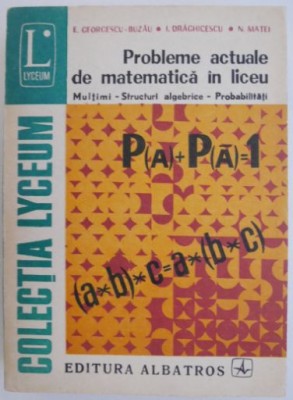 E. GEORGESCU-BUZĂU • I. DRĂGHICESCU • N. MATEI
L
LYCEUM
Probleme actuale
de matematică în liceu
Mulţimi - Structuri algebrice - Probabilităţi
P(A)+P(Ā)=1
(a*b)*c=a*(b*c)
COLECŢIA LYCEUM
EDITURA ALBATROS